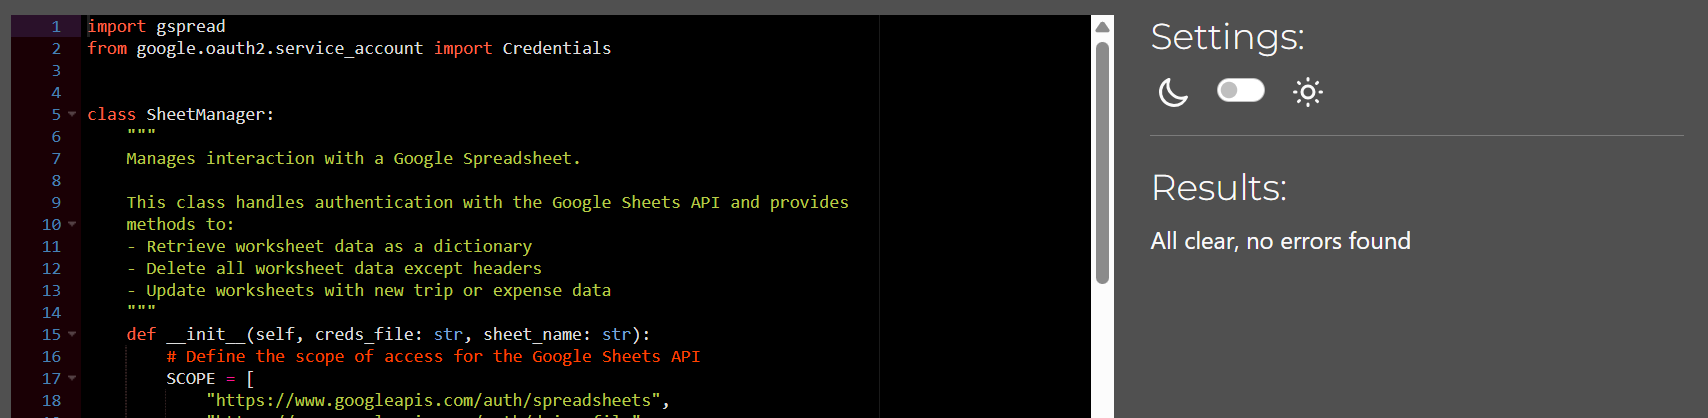 1 import gspread
2 from google.oauth2.service_account import Credentials
3
4
5 class SheetManager:
6 """
7 Manages interaction with a Google Spreadsheet.
8
9 This class handles authentication with the Google Sheets API and provides
10 methods to:
11 - Retrieve worksheet data as a dictionary
12 - Delete all worksheet data except headers
13 - Update worksheets with new trip or expense data
14 """
15 def __init__(self, creds_file: str, sheet_name: str):
16 # Define the scope of access for the Google Sheets API
17 SCOPE = [
18 "https://www.googleapis.com/auth/spreadsheets",
Settings:
Results:
All clear, no errors found